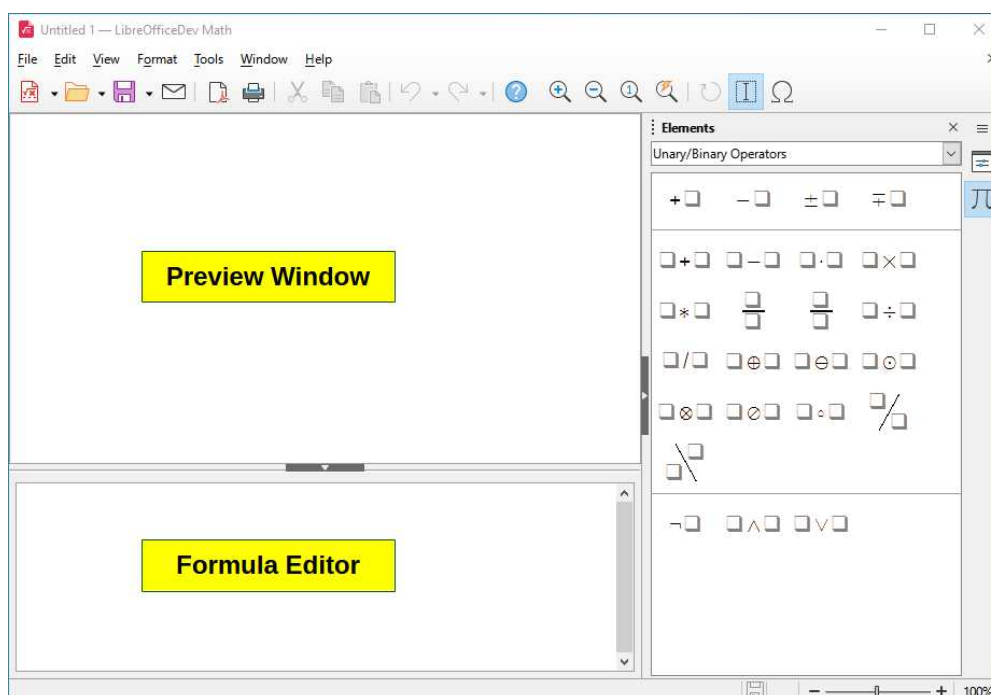 Untitled 1 — LibreOfficeDev Math
File Edit View Format Tools Window Help
Elements
Unary/Binary Operators
+❑ −❑ ±❑ ∓❑
❑+❑ ❑−❑ ❑·❑ ❑×❑
Preview Window
❑∗❑ ❑/❑ ❑/❑ ❑÷❑
❑/❑ ❑⊕❑ ❑⊖❑ ❑⊙❑
❑⊗❑ ❑⊘❑ ❑∘❑ ❑/❑
❑\❑
¬❑ ❑∧❑ ❑∨❑
Formula Editor
100%